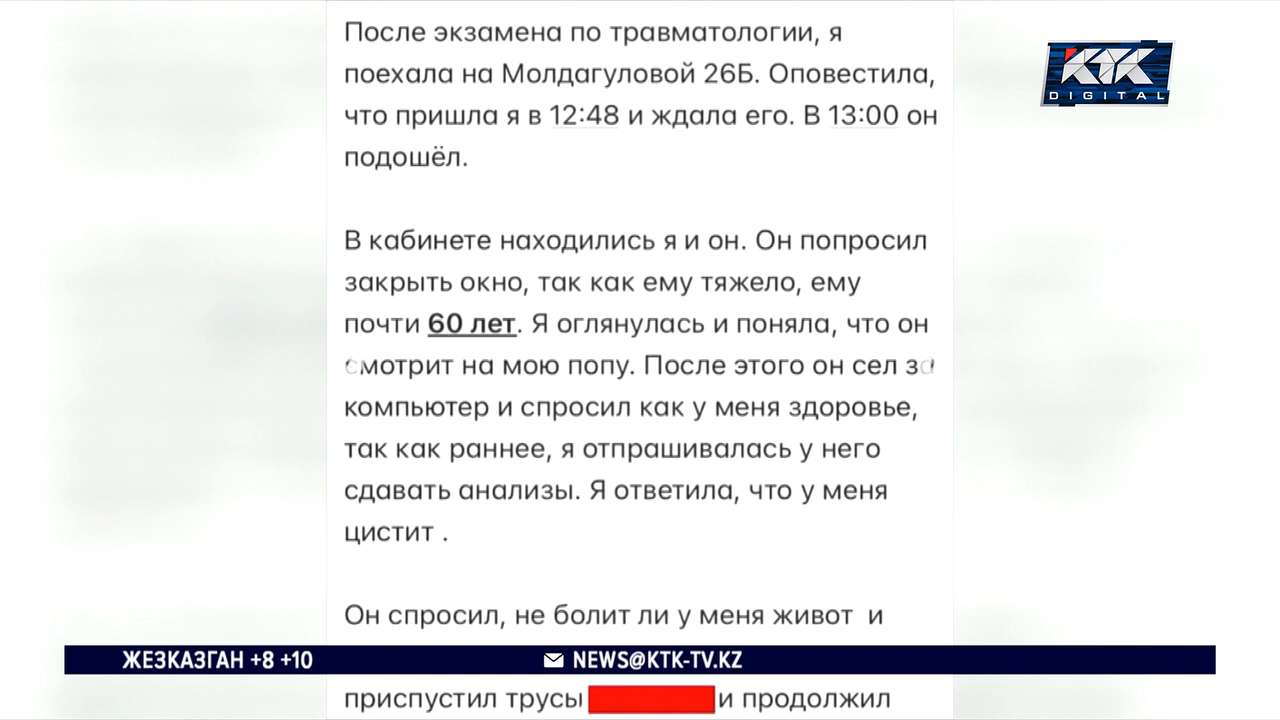 После экзамена по травматологии, я
поехала на Молдагуловой 26Б. Оповестила,
что пришла я в 12:48 и ждала его. В 13:00 он
подошёл.
В кабинете находились я и он. Он попросил
закрыть окно, так как ему тяжело, ему
почти 60 лет. Я оглянулась и поняла, что он
смотрит на мою попу. После этого он сел за
компьютер и спросил как у меня здоровье,
так как раннее, я отпрашивалась у него
сдавать анализы. Я ответила, что у меня
цистит .
Он спросил, не болит ли у меня живот и
приспустил трусы и продолжил
КТК
DIGITAL
ЖЕЗКАЗГАН +8 +10
NEWS@KTK-TV.KZ